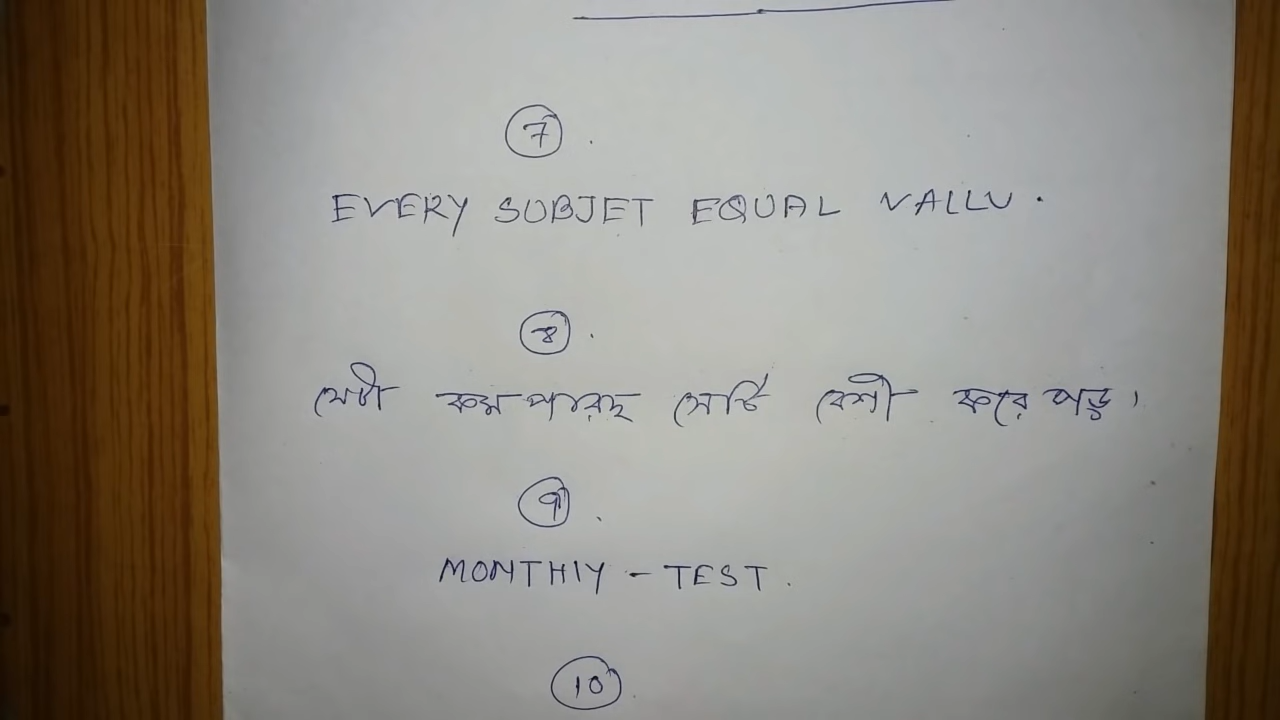 7.
EVERY SUBJET EQUAL VALLU.
8.
যেটা কম পারছ সেটি বেশী করে পড়।
9.
MONTHIY - TEST.
10.